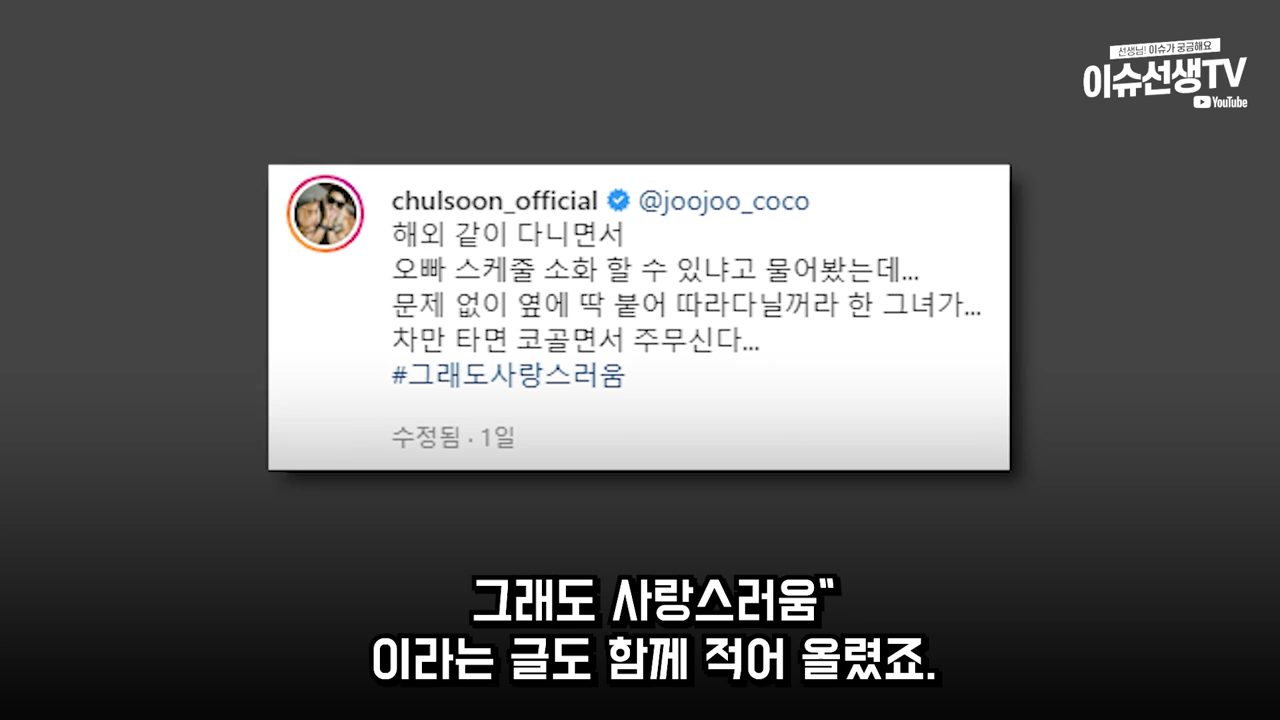 선생님! 이슈가 궁금해요
이슈선생TV
YouTube
chulsoon_official @joojoo_coco
해외 같이 다니면서
오빠 스케줄 소화 할 수 있냐고 물어봤는데...
문제 없이 옆에 딱 붙어 따라다닐꺼라 한 그녀가...
차만 타면 코골면서 주무신다...
#그래도사랑스러움
수정됨 · 1일
그래도 사랑스러움"
이라는 글도 함께 적어 올렸죠.